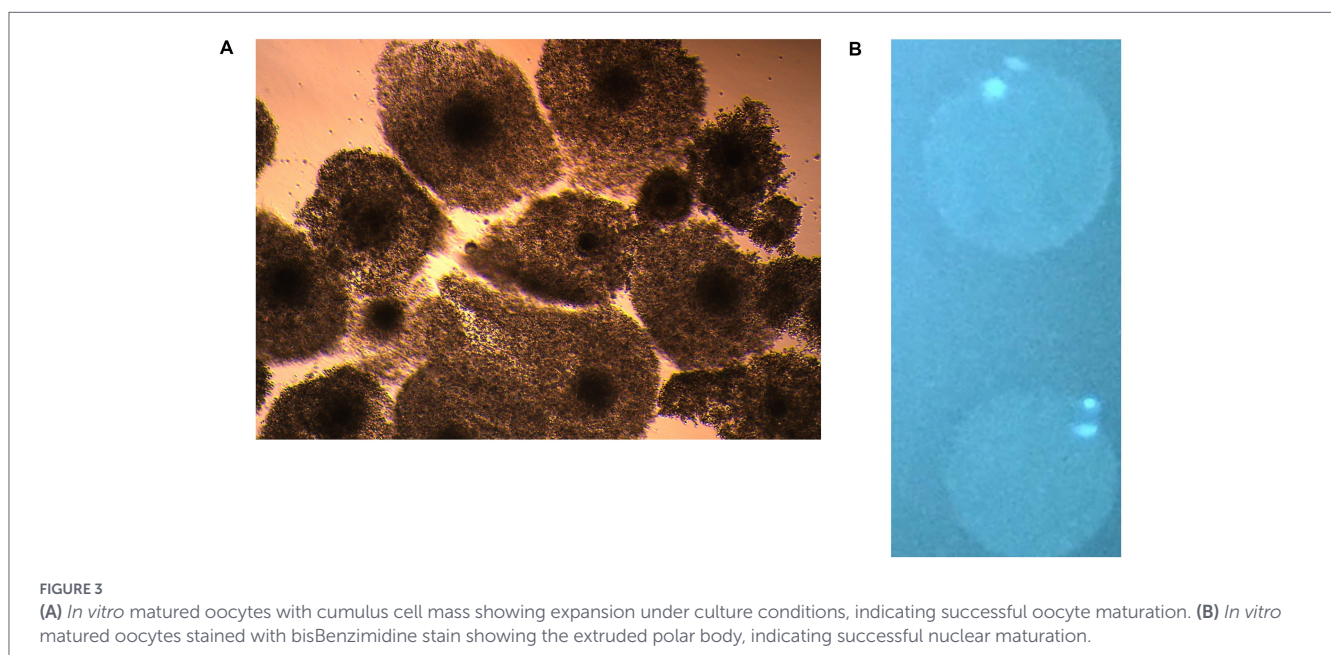 A
B
FIGURE 3
(A) In vitro matured oocytes with cumulus cell mass showing expansion under culture conditions, indicating successful oocyte maturation. (B) In vitro
matured oocytes stained with bisBenzimidine stain showing the extruded polar body, indicating successful nuclear maturation.